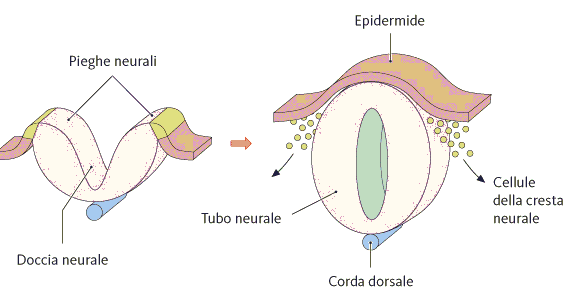 Pieghe neurali
Doccia neurale
Epidermide
Tubo neurale
Cellule
della cresta
neurale
Corda dorsale